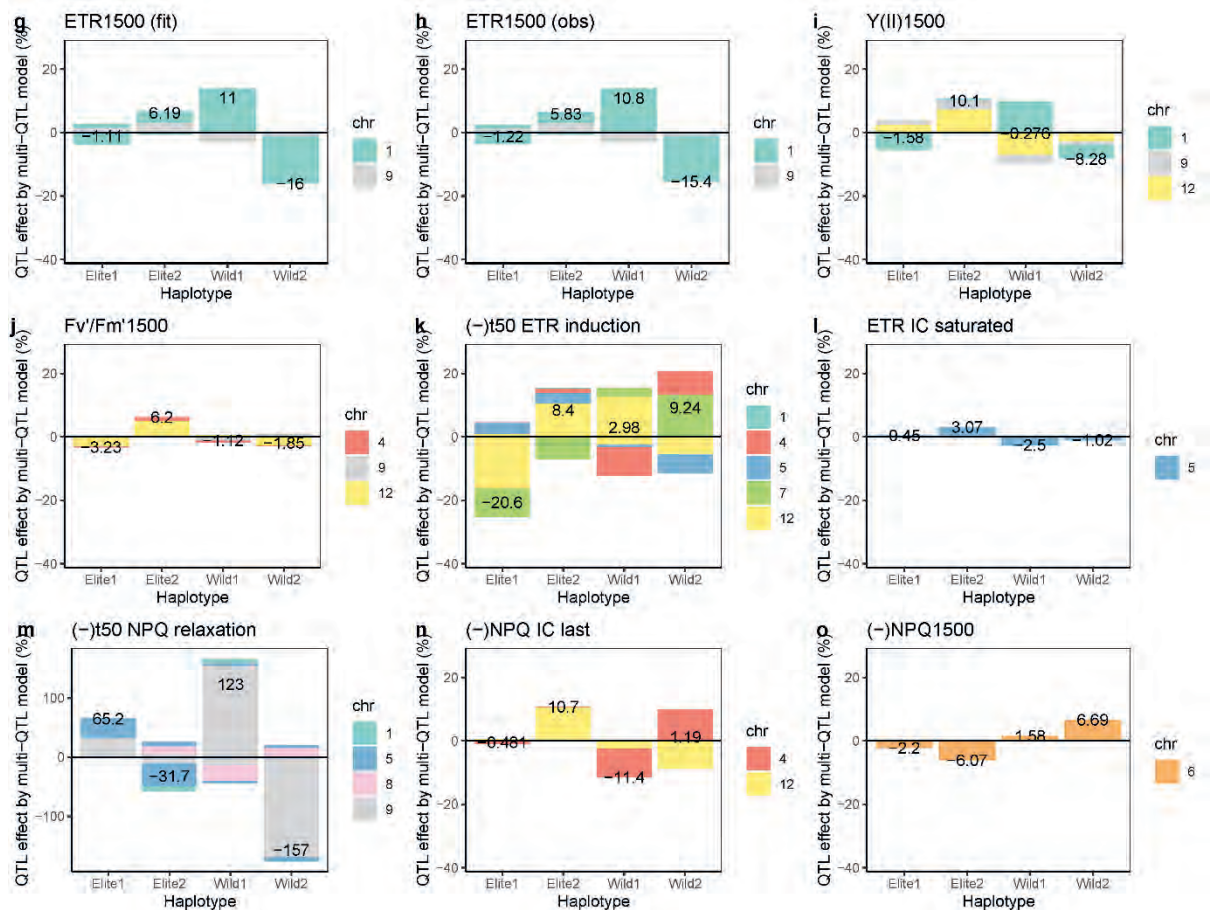 g ETR1500 (fit)
QTL effect by multi−QTL model (%)
20
0
−20
−40
−1.11
6.19
11
−16
Elite1 Elite2 Wild1 Wild2
Haplotype
chr
1
9
h ETR1500 (obs)
QTL effect by multi−QTL model (%)
20
0
−20
−40
−1.22
5.83
10.8
−15.4
Elite1 Elite2 Wild1 Wild2
Haplotype
chr
1
9
i Y(II)1500
QTL effect by multi−QTL model (%)
20
0
−20
−40
−1.58
10.1
−0.276
−8.28
Elite1 Elite2 Wild1 Wild2
Haplotype
chr
1
9
12
j Fv'/Fm'1500
QTL effect by multi−QTL model (%)
20
0
−20
−40
−3.23
6.2
−1.12
−1.85
Elite1 Elite2 Wild1 Wild2
Haplotype
chr
4
9
12
k (−)t50 ETR induction
QTL effect by multi−QTL model (%)
20
0
−20
−40
−20.6
8.4
2.98
9.24
Elite1 Elite2 Wild1 Wild2
Haplotype
chr
1
4
5
7
12
l ETR IC saturated
QTL effect by multi−QTL model (%)
20
0
−20
−40
0.45
3.07
−2.5
−1.02
Elite1 Elite2 Wild1 Wild2
Haplotype
chr
5
m (−)t50 NPQ relaxation
QTL effect by multi−QTL model (%)
100
0
−100
65.2
−31.7
123
−157
Elite1 Elite2 Wild1 Wild2
Haplotype
chr
1
5
8
9
n (−)NPQ IC last
QTL effect by multi−QTL model (%)
20
0
−20
−40
−0.481
10.7
−11.4
1.19
Elite1 Elite2 Wild1 Wild2
Haplotype
chr
4
12
o (−)NPQ1500
QTL effect by multi−QTL model (%)
20
0
−20
−40
−2.2
−6.07
1.58
6.69
Elite1 Elite2 Wild1 Wild2
Haplotype
chr
6